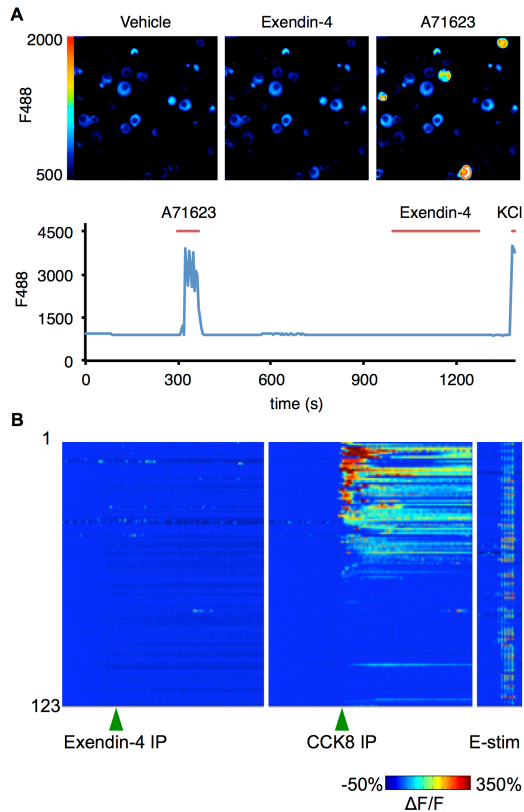 A
Vehicle Exendin-4 A71623
2000
F488
500
A71623 Exendin-4 KCl
4500
3000
1500
0
F488
0 300 600 900 1200
time (s)
B
1
123
Exendin-4 IP CCK8 IP E-stim
-50% 350%
ΔF/F